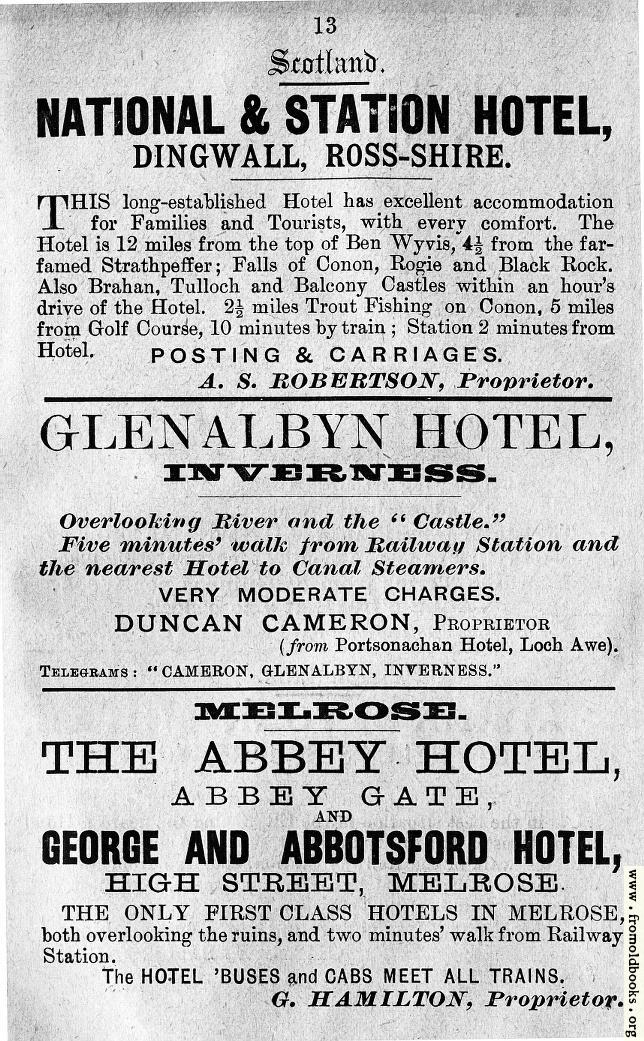 13
Scotland.
NATIONAL & STATION HOTEL,
DINGWALL, ROSS-SHIRE.
THIS long-established Hotel has excellent accommodation
for Families and Tourists, with every comfort. The
Hotel is 12 miles from the top of Ben Wyvis, 4½ from the far-
famed Strathpeffer; Falls of Conon, Rogie and Black Rock.
Also Brahan, Tulloch and Balcony Castles within an hour's
drive of the Hotel. 2½ miles Trout Fishing on Conon, 5 miles
from Golf Course, 10 minutes by train; Station 2 minutes from
Hotel. POSTING & CARRIAGES.
A. S. ROBERTSON, Proprietor.
GLENALBYN HOTEL,
INVERNESS.
Overlooking River and the "Castle."
Five minutes' walk from Railway Station and
the nearest Hotel to Canal Steamers.
VERY MODERATE CHARGES.
DUNCAN CAMERON, PROPRIETOR
(from Portsonachan Hotel, Loch Awe).
TELEGRAMS: "CAMERON, GLENALBYN, INVERNESS."
MELROSE.
THE ABBEY HOTEL,
ABBEY GATE,
AND
GEORGE AND ABBOTSFORD HOTEL,
HIGH STREET, MELROSE.
THE ONLY FIRST CLASS HOTELS IN MELROSE,
both overlooking the ruins, and two minutes' walk from Railway
Station.
The HOTEL 'BUSES and CABS MEET ALL TRAINS.
G. HAMILTON, Proprietor.
www.fromoldbooks.org